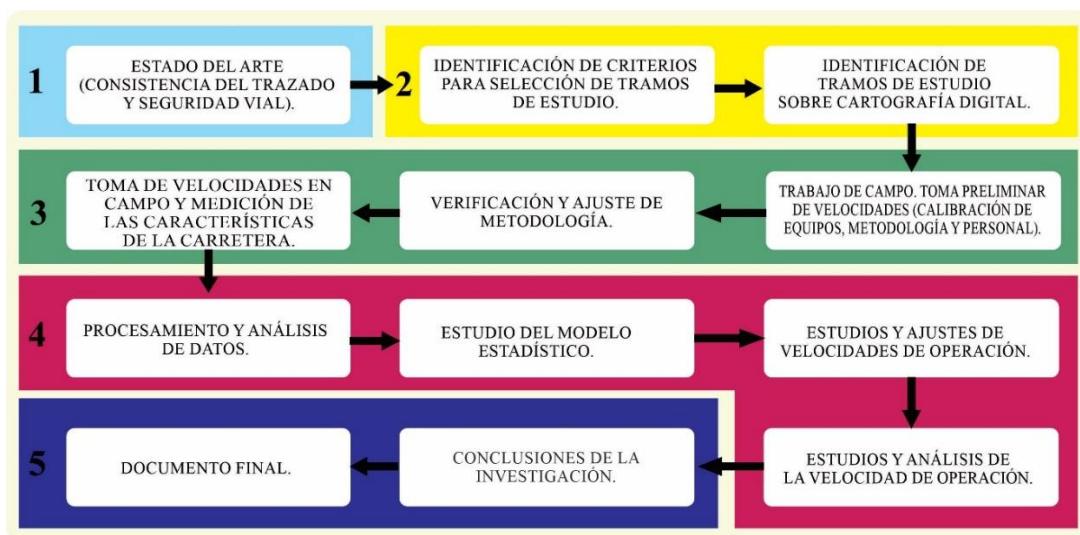 1
ESTADO DEL ARTE
(CONSISTENCIA DEL TRAZADO
Y SEGURIDAD VIAL).
2
IDENTIFICACIÓN DE CRITERIOS
PARA SELECCIÓN DE TRAMOS
DE ESTUDIO.
IDENTIFICACIÓN DE
TRAMOS DE ESTUDIO
SOBRE CARTOGRAFÍA DIGITAL.
3
TRABAJO DE CAMPO. TOMA PRELIMINAR
DE VELOCIDADES (CALIBRACIÓN DE
EQUIPOS, METODOLOGÍA Y PERSONAL).
VERIFICACIÓN Y AJUSTE DE
METODOLOGÍA.
TOMA DE VELOCIDADES EN
CAMPO Y MEDICIÓN DE
LAS CARACTERÍSTICAS
DE LA CARRETERA.
4
PROCESAMIENTO Y ANÁLISIS
DE DATOS.
ESTUDIO DEL MODELO
ESTADÍSTICO.
ESTUDIOS Y AJUSTES DE
VELOCIDADES DE OPERACIÓN.
ESTUDIOS Y ANÁLISIS DE
LA VELOCIDAD DE OPERACIÓN.
5
CONCLUSIONES DE LA
INVESTIGACIÓN.
DOCUMENTO FINAL.